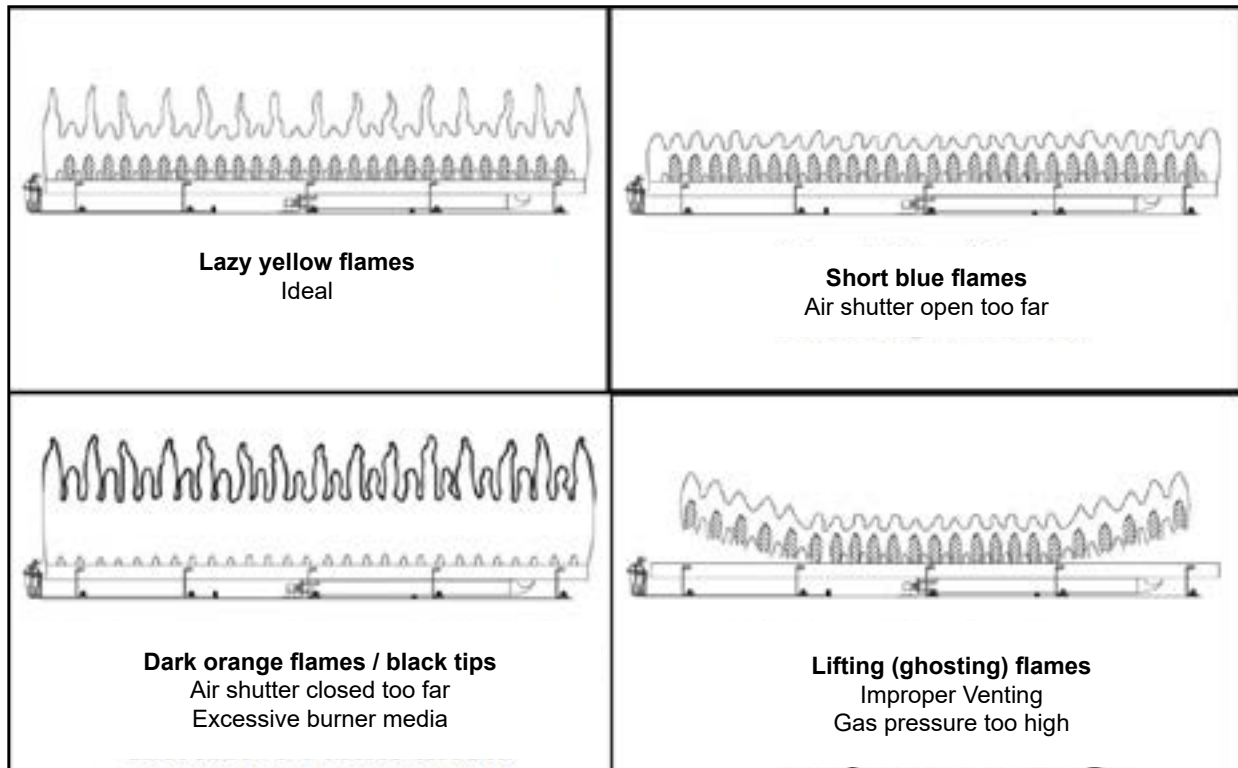 Lazy yellow flames
Ideal
Short blue flames
Air shutter open too far
Dark orange flames / black tips
Air shutter closed too far
Excessive burner media
Lifting (ghosting) flames
Improper Venting
Gas pressure too high